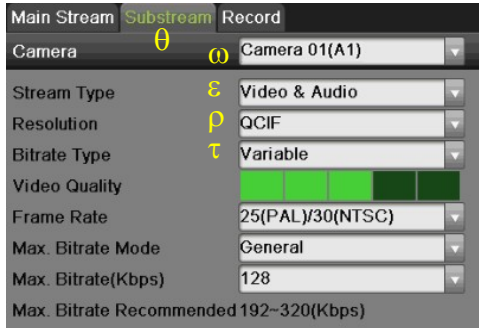 Main Stream Substream Record
θ
Camera ω Camera 01(A1)
Stream Type ε Video & Audio
Resolution ρ QCIF
Bitrate Type τ Variable
Video Quality
Frame Rate 25(PAL)/30(NTSC)
Max. Bitrate Mode General
Max. Bitrate(Kbps) 128
Max. Bitrate Recommended 192~320(Kbps)